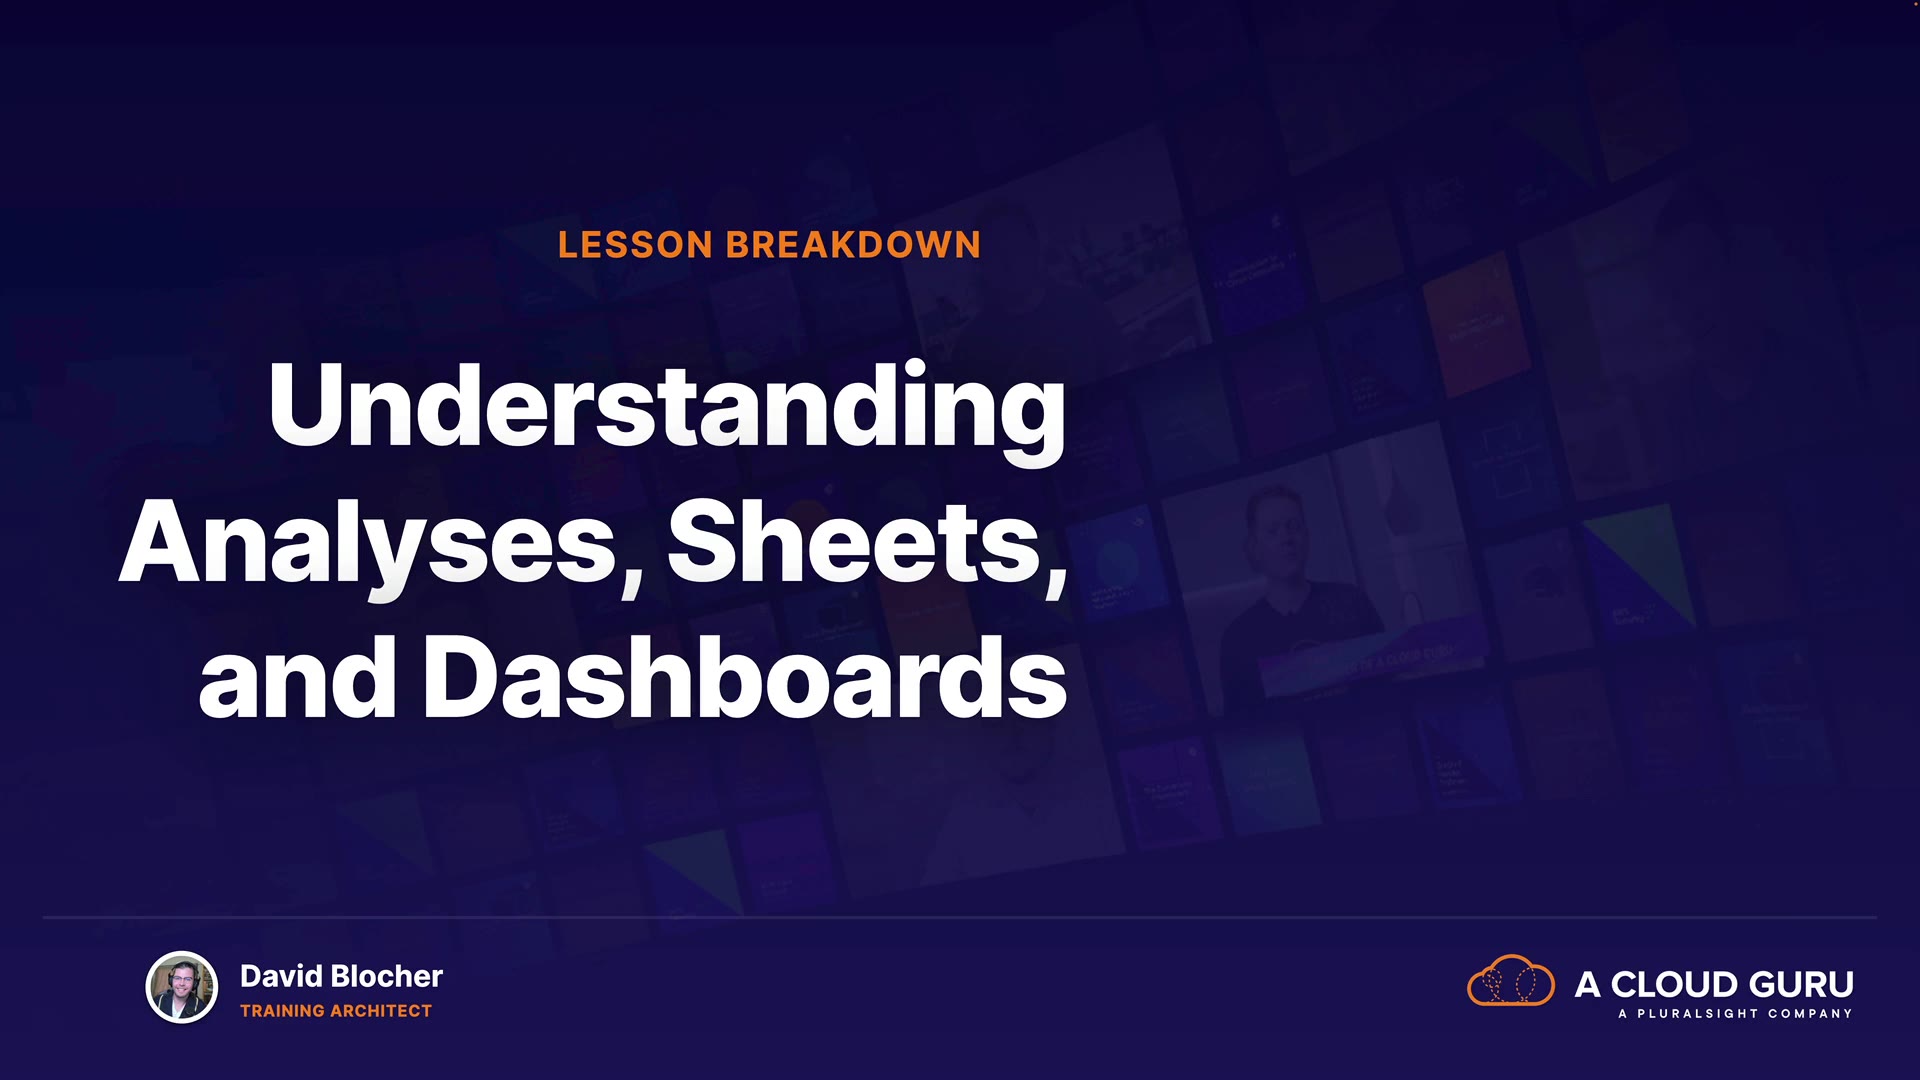 LESSON BREAKDOWN
Understanding
Analyses, Sheets,
and Dashboards
David Blocher
TRAINING ARCHITECT
A CLOUD GURU
A PLURALSIGHT COMPANY